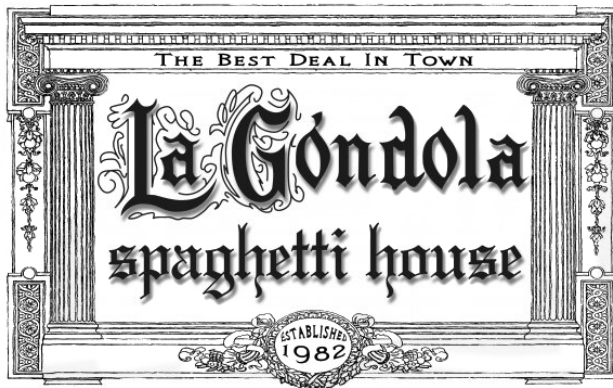 The Best Deal In Town
La Góndola
spaghetti house
ESTABLISHED
1982